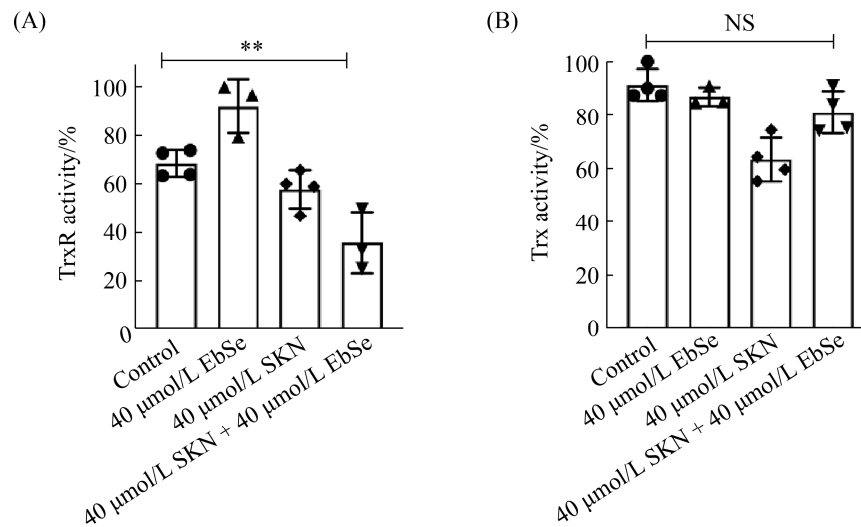 (A)
**
TrxR activity/%
100
80
60
40
20
0
Control
40 μmol/L EbSe
40 μmol/L SKN
40 μmol/L SKN + 40 μmol/L EbSe
(B)
NS
Trx activity/%
100
80
60
40
20
0
Control
40 μmol/L EbSe
40 μmol/L SKN
40 μmol/L SKN + 40 μmol/L EbSe